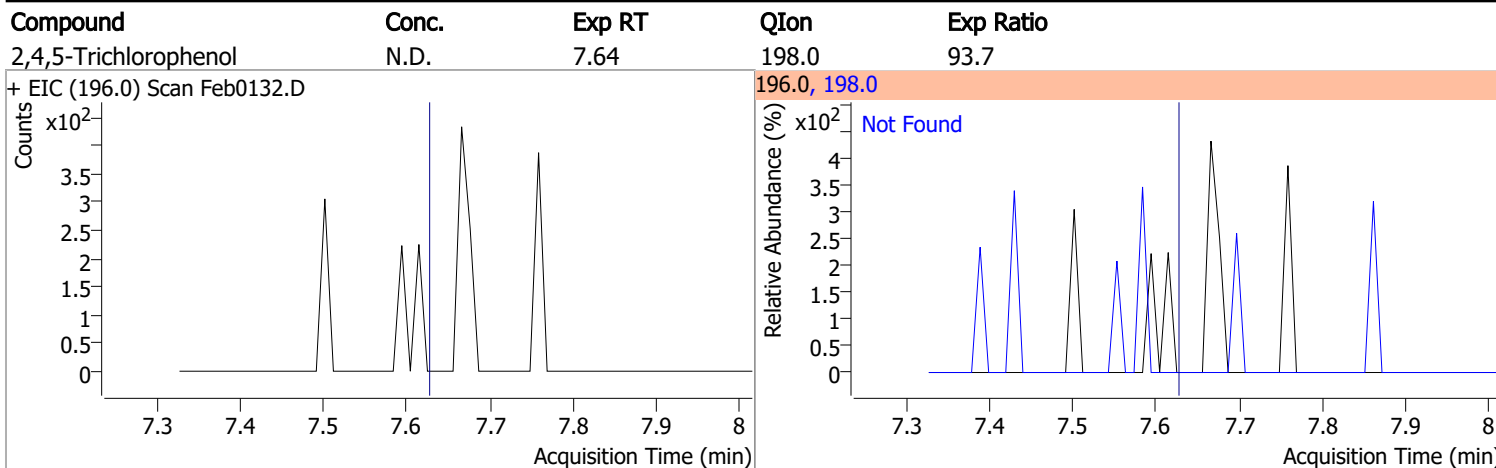 Compound Conc. Exp RT QIon Exp Ratio
2,4,5-Trichlorophenol N.D. 7.64 198.0 93.7
+ EIC (196.0) Scan Feb0132.D
Counts
x10²
3.5
3
2.5
2
1.5
1
0.5
0
7.3 7.4 7.5 7.6 7.7 7.8 7.9 8
Acquisition Time (min)
196.0, 198.0
Relative Abundance (%)
x10²
Not Found
4
3.5
3
2.5
2
1.5
1
0.5
0
7.3 7.4 7.5 7.6 7.7 7.8 7.9 8
Acquisition Time (min)